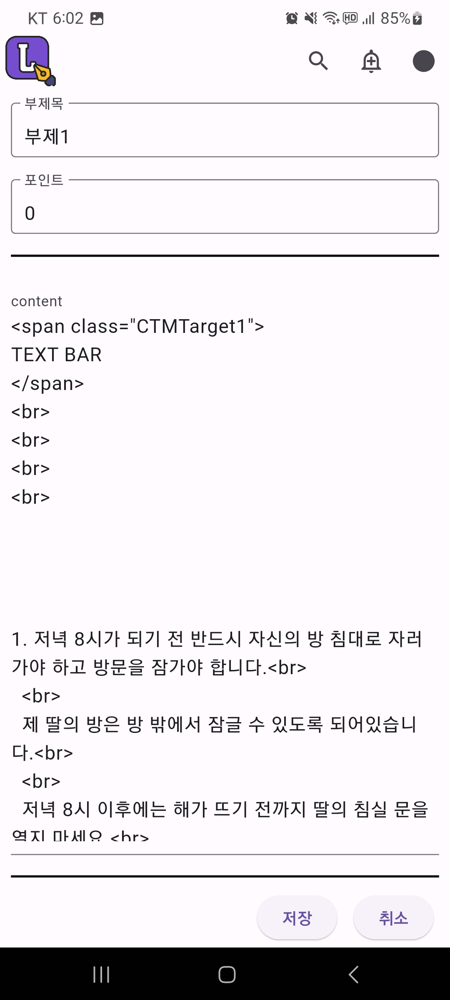 KT 6:02 HD 85%
L
부제목
부제1
포인트
0
content
<span class="CTMTarget1">
TEXT BAR
</span>
<br>
<br>
<br>
<br>
1. 저녁 8시가 되기 전 반드시 자신의 방 침대로 자러
가야 하고 방문을 잠가야 합니다.<br>
<br>
제 딸의 방은 방 밖에서 잠글 수 있도록 되어있습니
다.<br>
<br>
저녁 8시 이후에는 해가 뜨기 전까지 딸의 침실 문을
열지 마세요.<br>
저장 취소